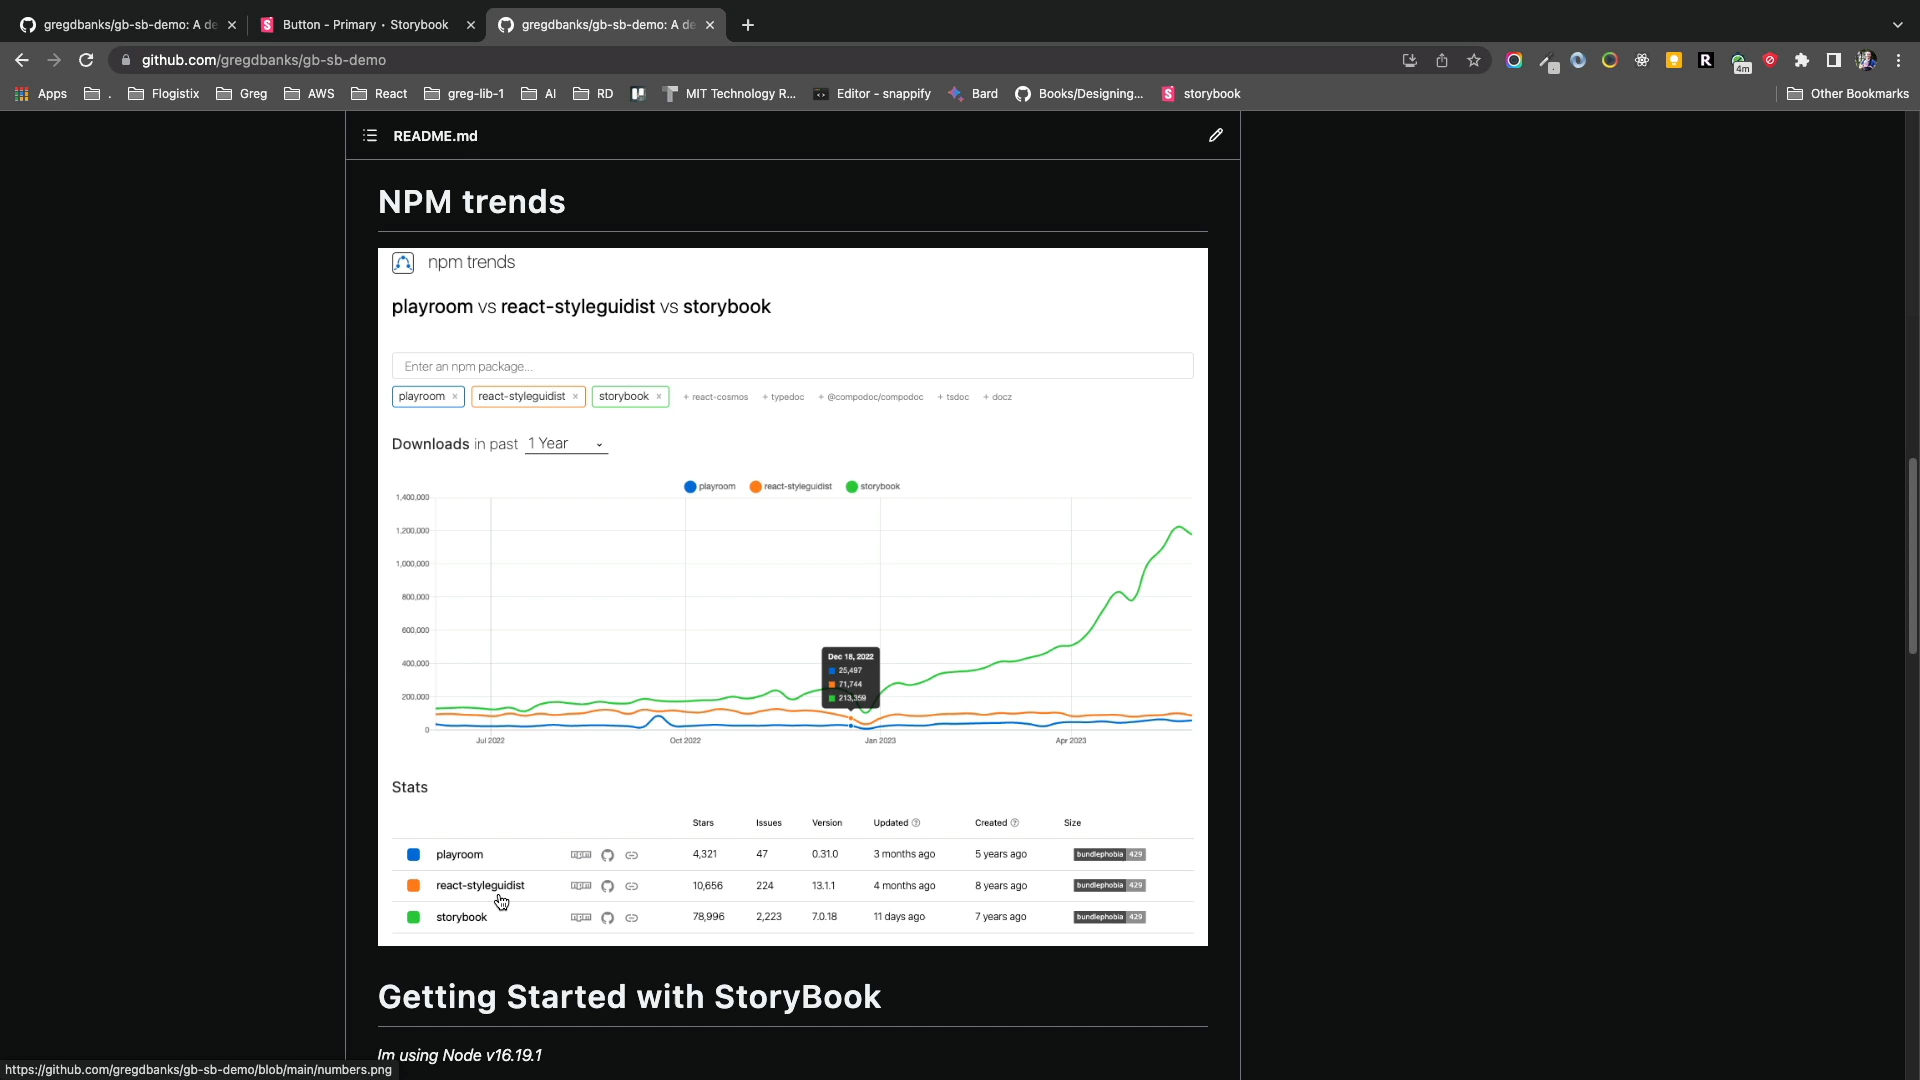 gregdbanks/gb-sb-demo: A de
Button - Primary · Storybook
gregdbanks/gb-sb-demo: A de
github.com/gregdbanks/gb-sb-demo
4m
Apps
.
Flogistix
Greg
AWS
React
greg-lib-1
AI
RD
MIT Technology R...
Editor - snappify
Bard
Books/Designing...
storybook
Other Bookmarks
README.md
NPM trends
npm trends
playroom vs react-styleguidist vs storybook
Enter an npm package...
playroom × react-styleguidist × storybook × + react-cosmos + typedoc + @compodoc/compodoc + tsdoc + docz
Downloads in past 1 Year
playroom react-styleguidist storybook
1,400,000
1,200,000
1,000,000
800,000
600,000
400,000
200,000
0
Dec 18, 2022
25,497
71,744
213,359
Jul 2022 Oct 2022 Jan 2023 Apr 2023
Stats
Stars Issues Version Updated Created Size
playroom 4,321 47 0.31.0 3 months ago 5 years ago bundlephobia 429
react-styleguidist 10,656 224 13.1.1 4 months ago 8 years ago bundlephobia 429
storybook 78,996 2,223 7.0.18 11 days ago 7 years ago bundlephobia 429
Getting Started with StoryBook
Im using Node v16.19.1
https://github.com/gregdbanks/gb-sb-demo/blob/main/numbers.png